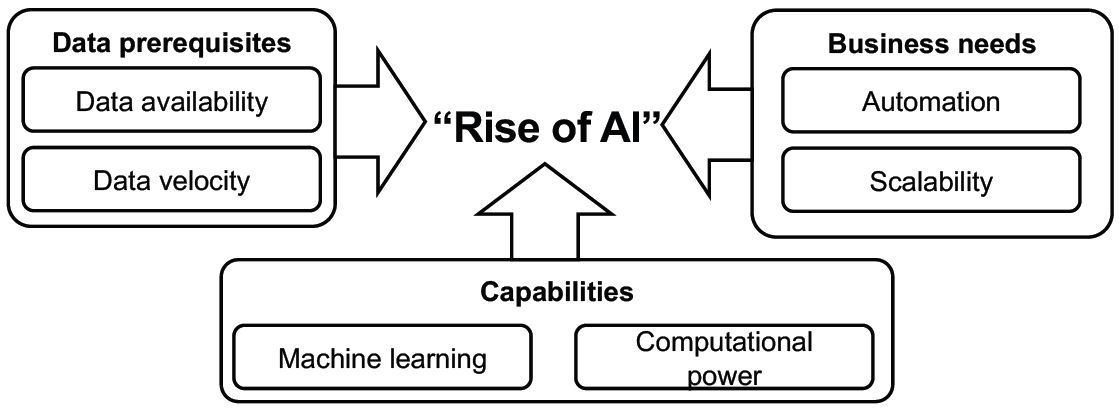 Data prerequisites
Data availability
Data velocity
“Rise of AI”
Business needs
Automation
Scalability
Capabilities
Machine learning
Computational
power